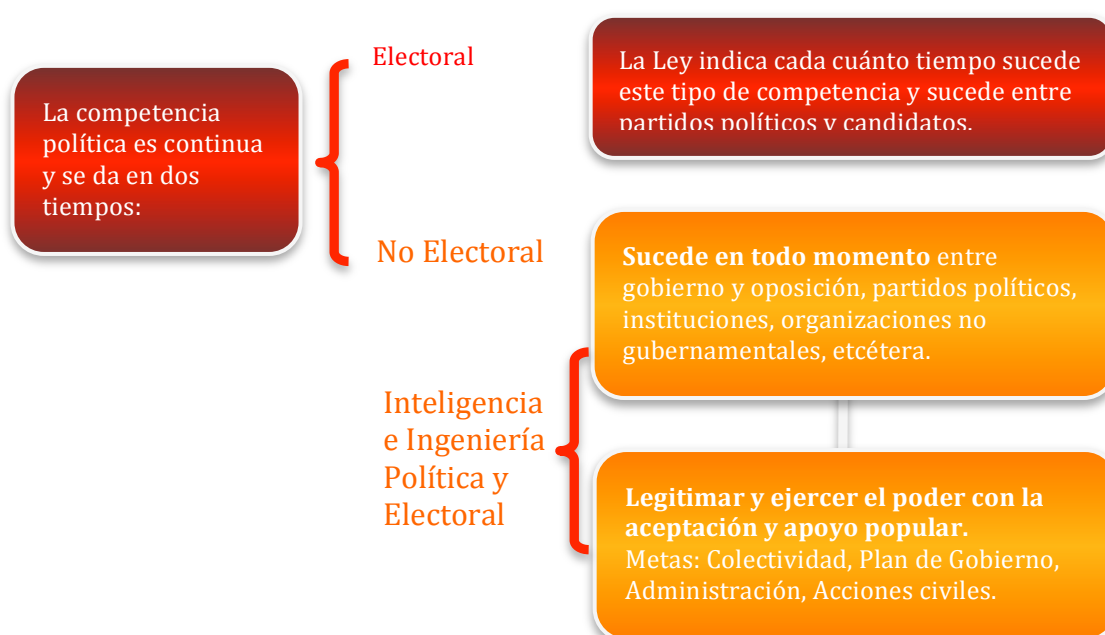 La competencia
política es continua
y se da en dos
tiempos:
Electoral
La Ley indica cada cuánto tiempo sucede
este tipo de competencia y sucede entre
partidos políticos y candidatos.
No Electoral
Sucede en todo momento entre
gobierno y oposición, partidos políticos,
instituciones, organizaciones no
gubernamentales, etcétera.
Inteligencia
e Ingeniería
Política y
Electoral
Legitimar y ejercer el poder con la
aceptación y apoyo popular.
Metas: Colectividad, Plan de Gobierno,
Administración, Acciones civiles.